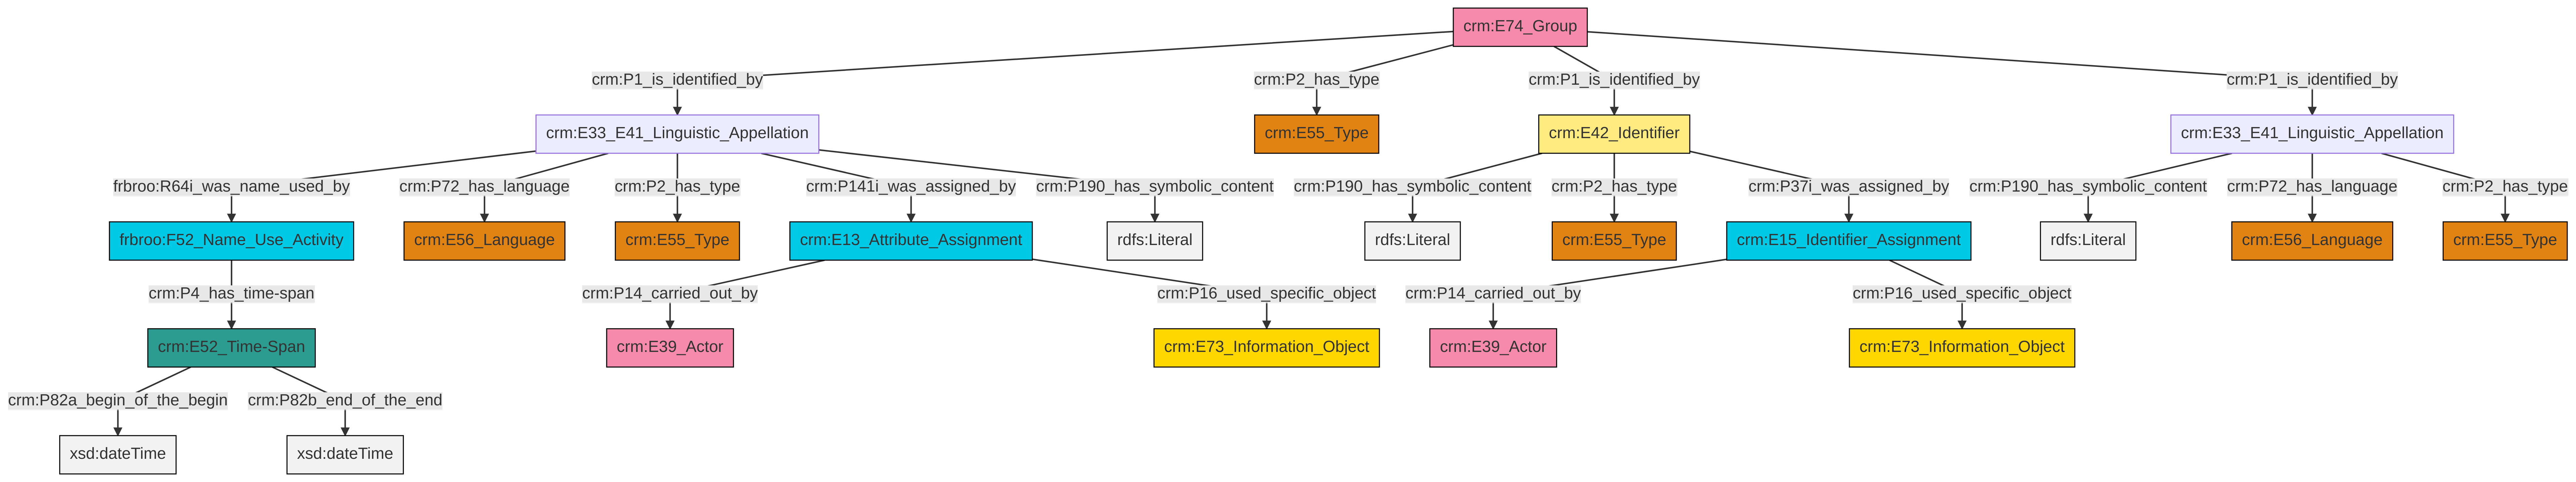 crm:E74_Group
crm:P1_is_identified_by
crm:P2_has_type
crm:P1_is_identified_by
crm:P1_is_identified_by
crm:E33_E41_Linguistic_Appellation
crm:E55_Type
crm:E42_Identifier
crm:E33_E41_Linguistic_Appellation
frbroo:R64i_was_name_used_by
crm:P72_has_language
crm:P2_has_type
crm:P141i_was_assigned_by
crm:P190_has_symbolic_content
crm:P190_has_symbolic_content
crm:P2_has_type
crm:P37i_was_assigned_by
crm:P190_has_symbolic_content
crm:P72_has_language
crm:P2_has_type
frbroo:F52_Name_Use_Activity
crm:E56_Language
crm:E55_Type
crm:E13_Attribute_Assignment
rdfs:Literal
rdfs:Literal
crm:E55_Type
crm:E15_Identifier_Assignment
rdfs:Literal
crm:E56_Language
crm:E55_Type
crm:P4_has_time-span
crm:P14_carried_out_by
crm:P16_used_specific_object
crm:P14_carried_out_by
crm:P16_used_specific_object
crm:E52_Time-Span
crm:E39_Actor
crm:E73_Information_Object
crm:E39_Actor
crm:E73_Information_Object
crm:P82a_begin_of_the_begin
crm:P82b_end_of_the_end
xsd:dateTime
xsd:dateTime